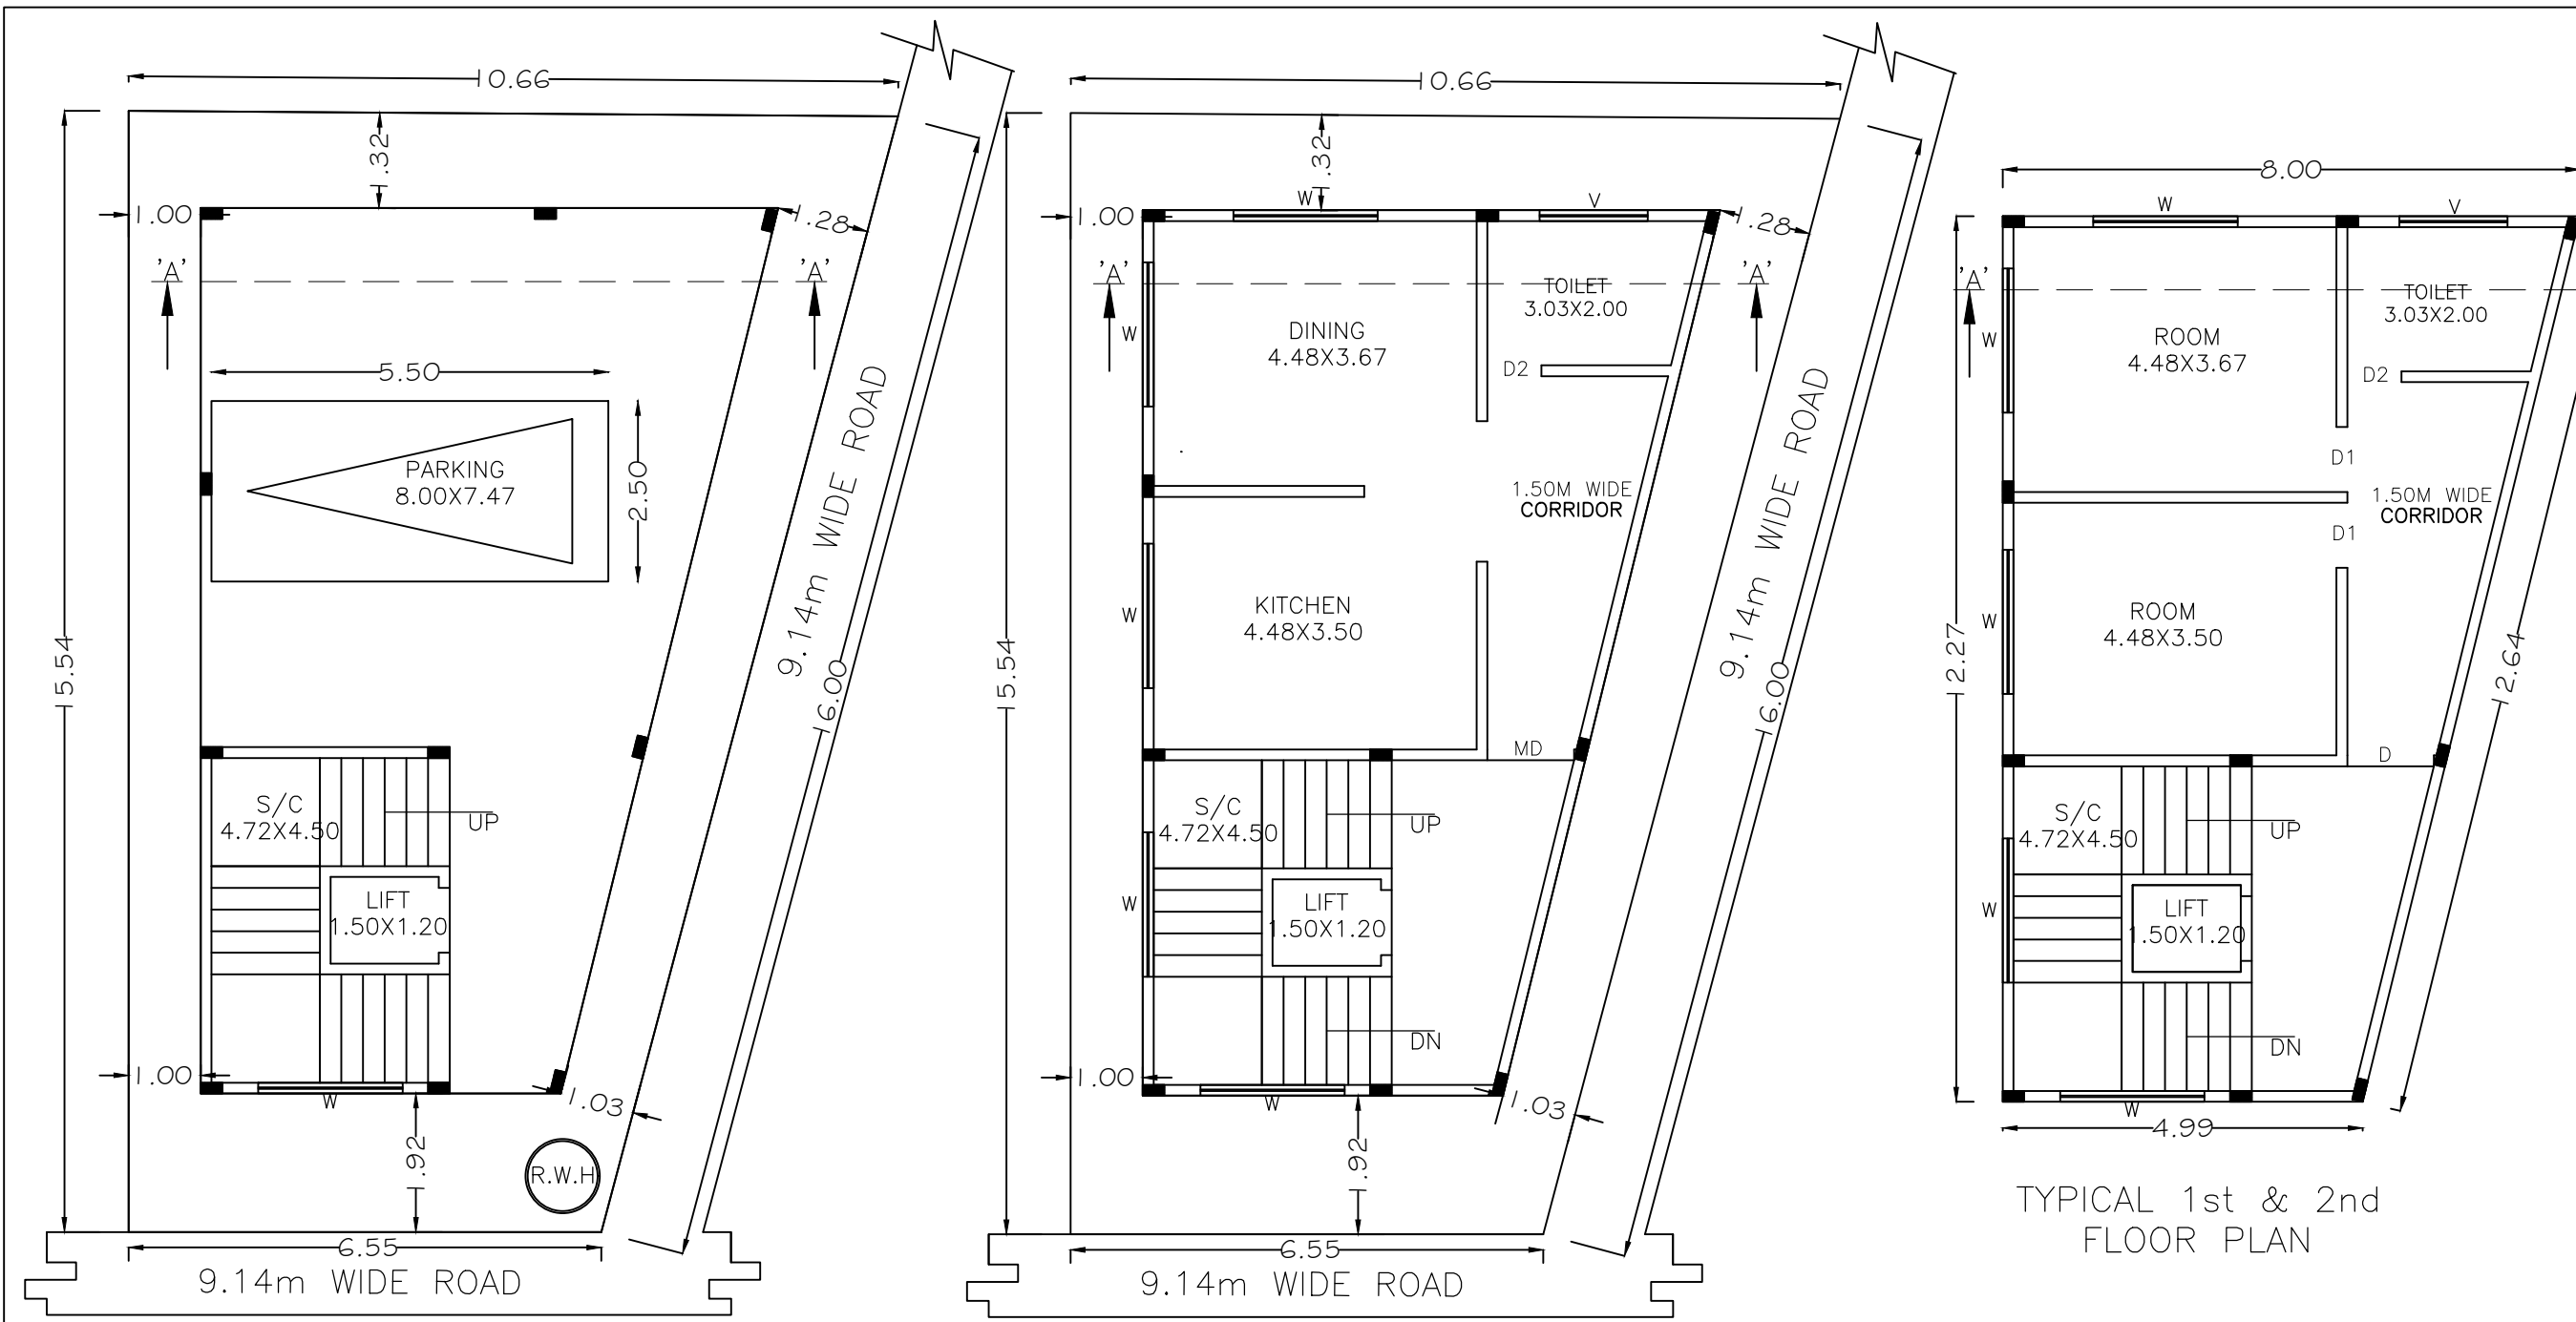 10.66
1.32
1.00
1.28
'A'
'A'
5.50
PARKING
8.00X7.47
2.50
9.14m WIDE ROAD
16.00
15.54
S/C
4.72X4.50
UP
LIFT
1.50X1.20
1.00
W
1.03
1.92
R.W.H
6.55
9.14m WIDE ROAD
10.66
1.32
W
V
1.00
1.28
'A'
'A'
TOILET
3.03X2.00
DINING
4.48X3.67
W
D2
1.50M WIDE
CORRIDOR
9.14m WIDE ROAD
KITCHEN
4.48X3.50
W
16.00
15.54
MD
S/C
4.72X4.50
UP
LIFT
1.50X1.20
W
DN
1.00
W
1.03
1.92
6.55
9.14m WIDE ROAD
8.00
W
V
'A'
TOILET
3.03X2.00
ROOM
4.48X3.67
W
D2
D1
1.50M WIDE
CORRIDOR
D1
ROOM
4.48X3.50
W
12.27
12.64
D
S/C
4.72X4.50
UP
LIFT
1.50X1.20
W
DN
W
4.99
TYPICAL 1st & 2nd
FLOOR PLAN